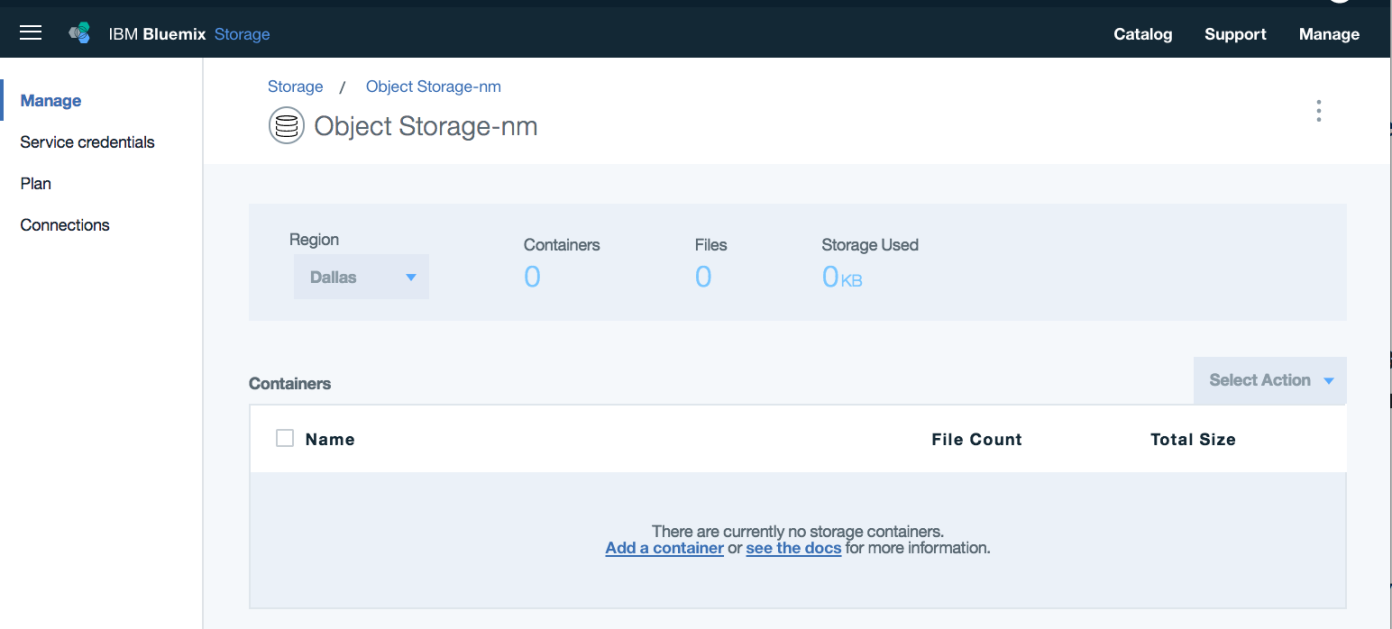 IBM Bluemix Storage
Catalog Support Manage
Manage
Service credentials
Plan
Connections
Storage / Object Storage-nm
Object Storage-nm
Region
Dallas
Containers
0
Files
0
Storage Used
0KB
Containers
Select Action
Name File Count Total Size
There are currently no storage containers.
Add a container or see the docs for more information.